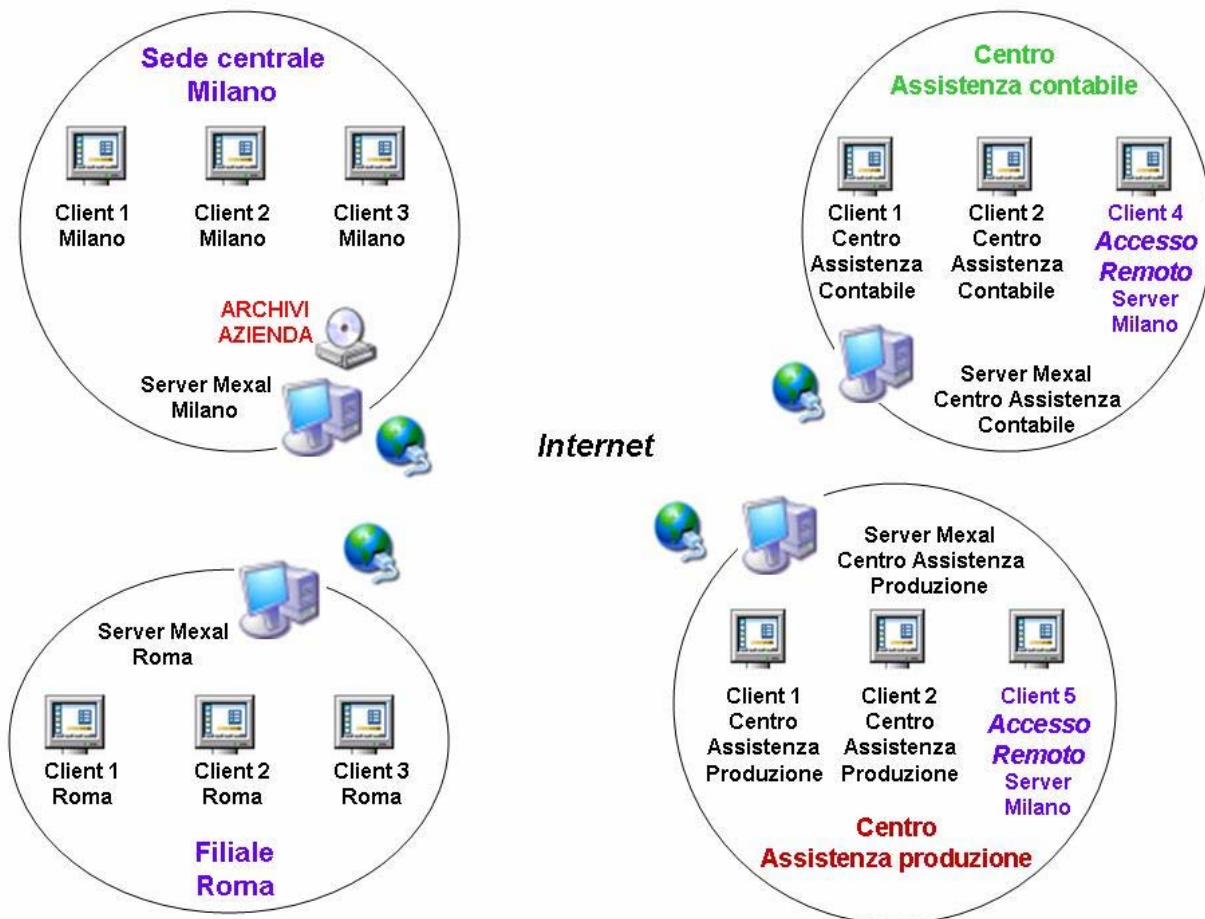 Sede centrale
Milano
Client 1
Milano
Client 2
Milano
Client 3
Milano
ARCHIVI
AZIENDA
Server Mexal
Milano
Centro
Assistenza contabile
Client 1
Centro
Assistenza
Contabile
Client 2
Centro
Assistenza
Contabile
Client 4
Accesso
Remoto
Server
Milano
Server Mexal
Centro Assistenza
Contabile
Internet
Server Mexal
Roma
Client 1
Roma
Client 2
Roma
Client 3
Roma
Filiale
Roma
Server Mexal
Centro Assistenza
Produzione
Client 1
Centro
Assistenza
Produzione
Client 2
Centro
Assistenza
Produzione
Client 5
Accesso
Remoto
Server
Milano
Centro
Assistenza produzione